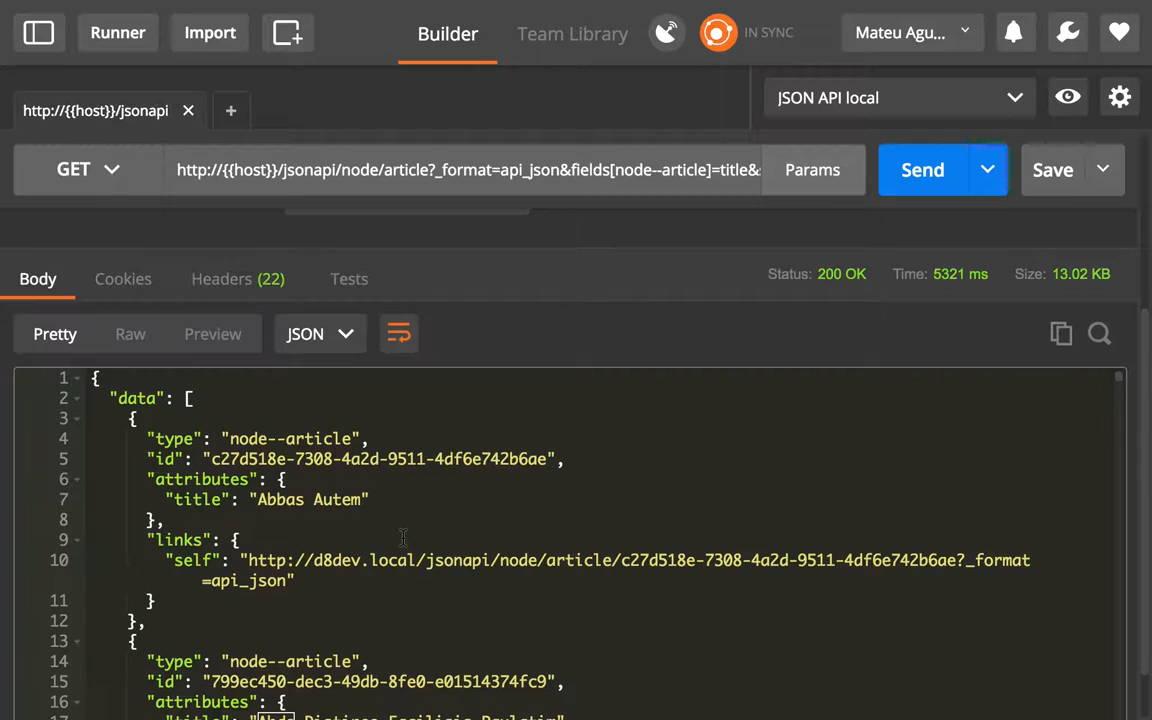 Runner Import Builder Team Library IN SYNC Mateu Agu...
http://{{host}}/jsonapi JSON API local
GET http://{{host}}/jsonapi/node/article?_format=api_json&fields[node--article]=title& Params Send Save
Body Cookies Headers (22) Tests Status: 200 OK Time: 5321 ms Size: 13.02 KB
Pretty Raw Preview JSON
1 {
2 "data": [
3 {
4 "type": "node--article",
5 "id": "c27d518e-7308-4a2d-9511-4df6e742b6ae",
6 "attributes": {
7 "title": "Abbas Autem"
8 },
9 "links": {
10 "self": "http://d8dev.local/jsonapi/node/article/c27d518e-7308-4a2d-9511-4df6e742b6ae?_format
=api_json"
11 }
12 },
13 {
14 "type": "node--article",
15 "id": "799ec450-dec3-49db-8fe0-e01514374fc9",
16 "attributes": {
17 "title":